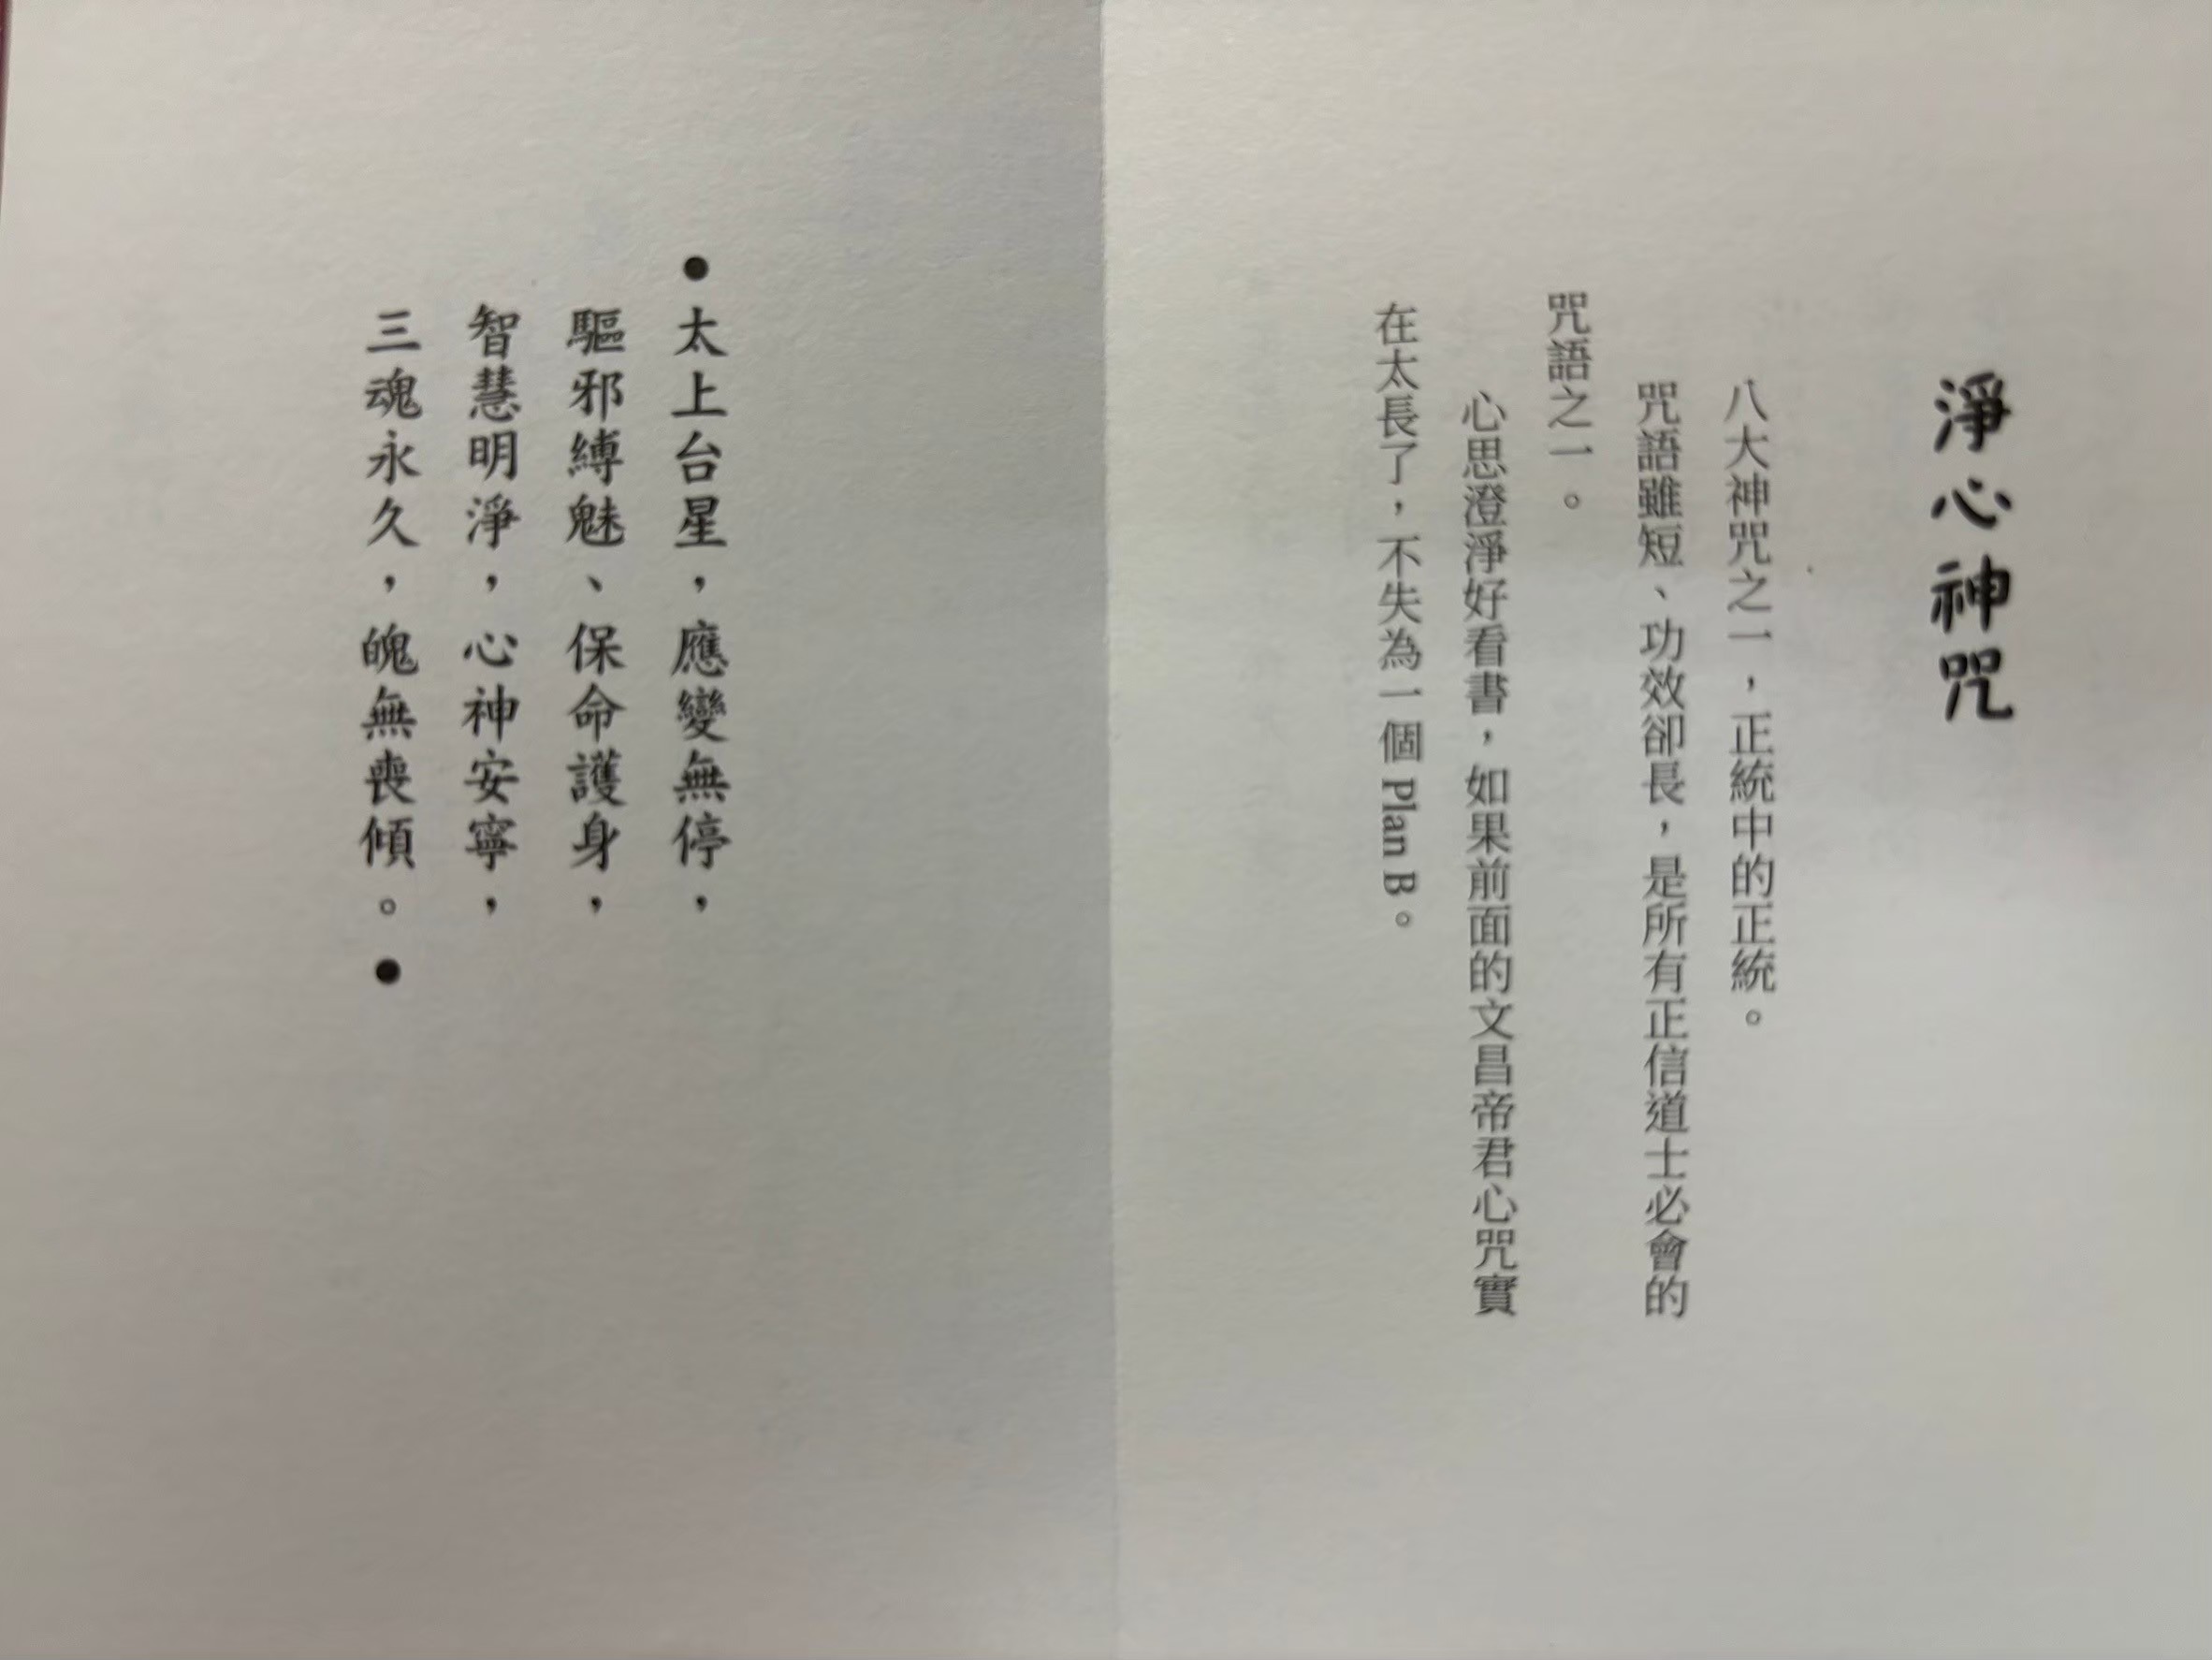 淨心神咒
八大神咒之一，正統中的正統。
咒語雖短、功效卻長，是所有正信道士必會的
咒語之一。
心思澄淨好看書，如果前面的文昌帝君心咒實
在太長了，不失為一個 Plan B。
●太上台星，應變無停，
驅邪縛魅、保命護身，
智慧明淨，心神安寧，
三魂永久，魄無喪傾。●